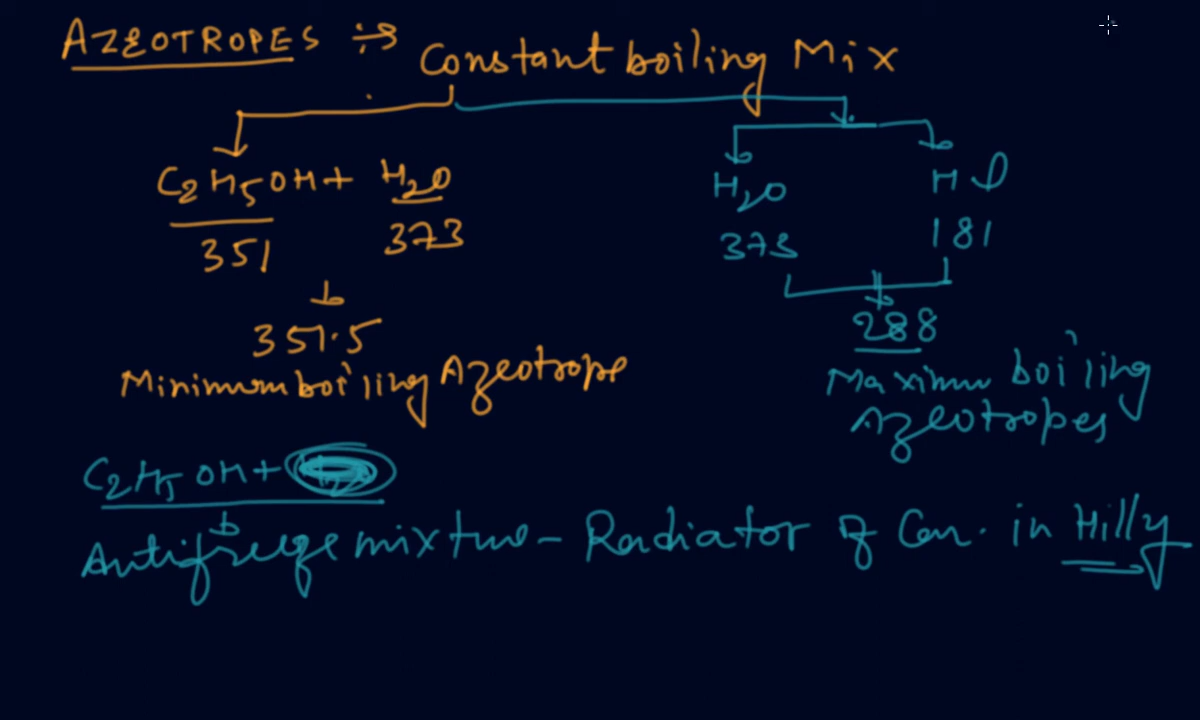 AZEOTROPES :→ Constant boiling Mix
C2H5OH + H2O
351 373
351.5
Minimum boiling Azeotrope
H2O
373 181
288
Maximum boiling
Azeotropes
C2H5OH +
Antifreeze mixture - Radiator of Car. in Hilly